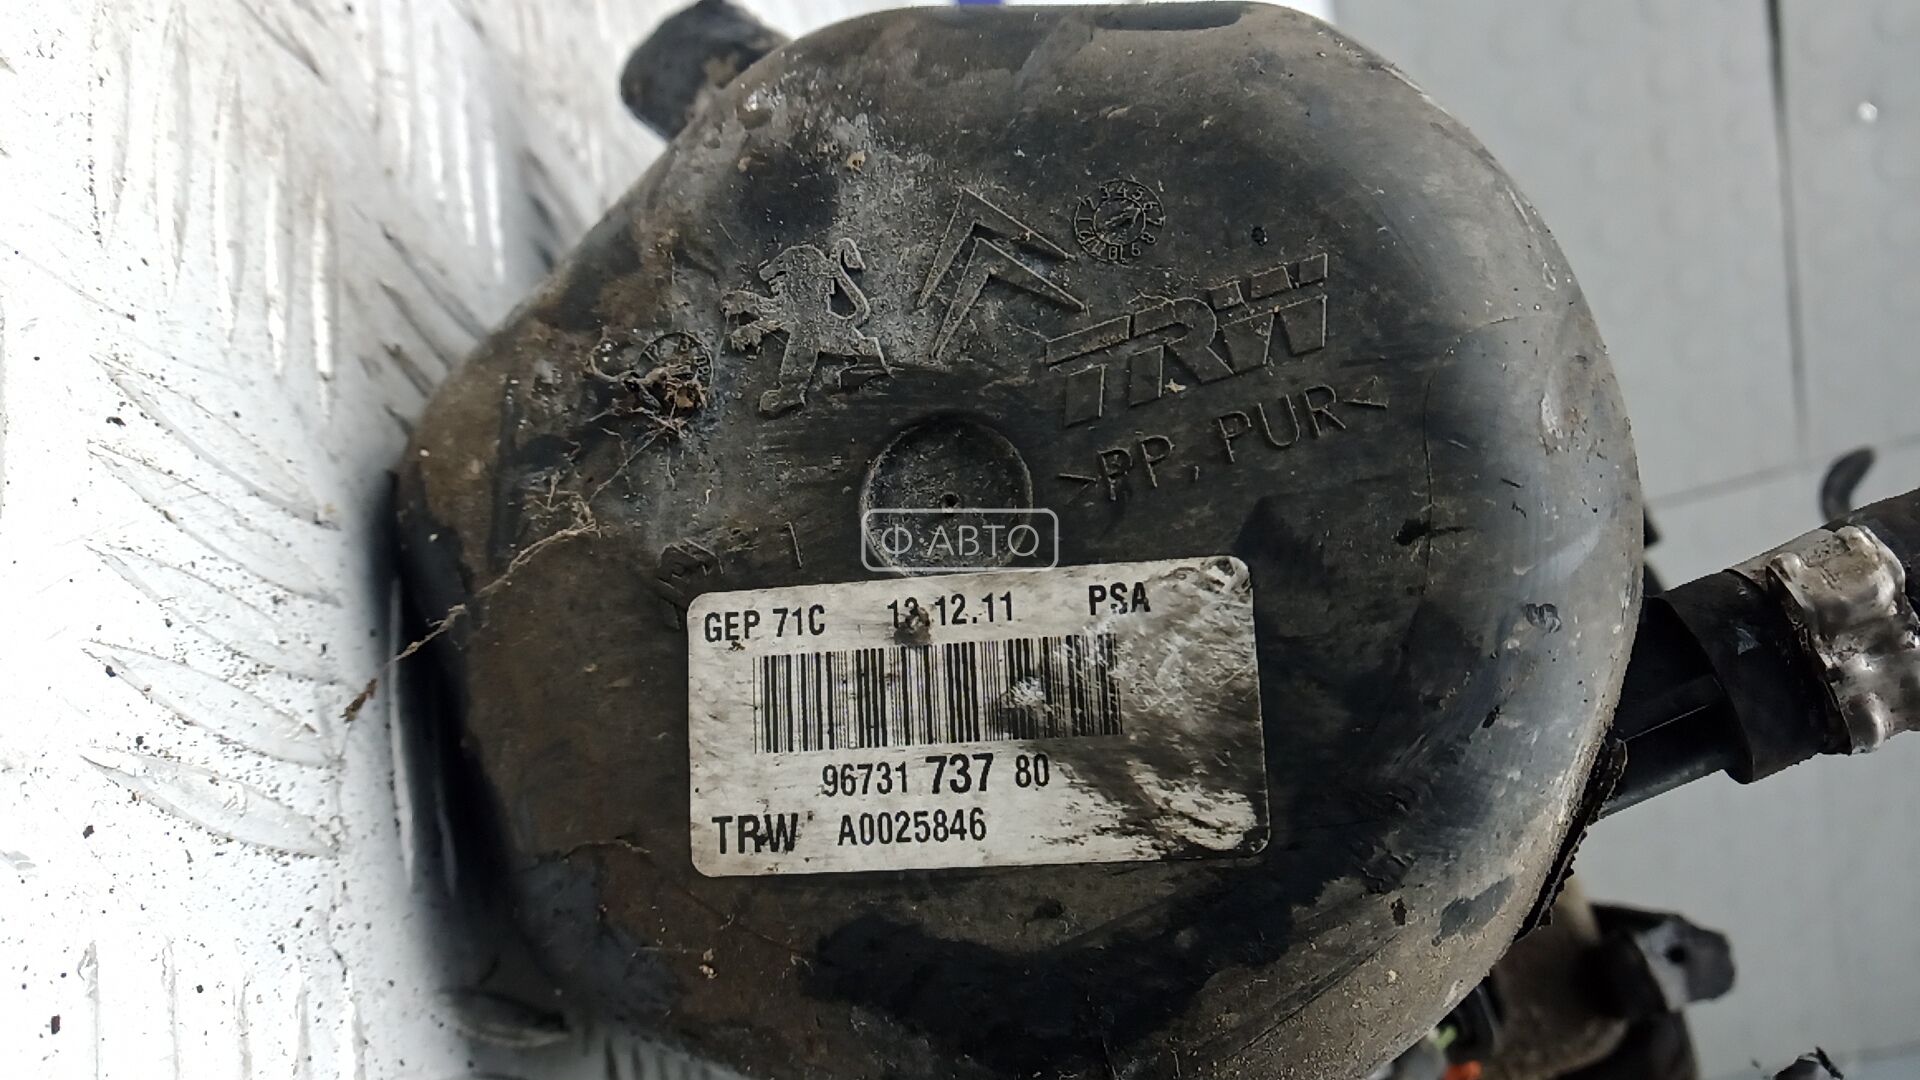 TRW
>PP, PUR<
Ф·АВТО
GEP 71C 13.12.11 PSA
96731 737 80
TRW A0025846